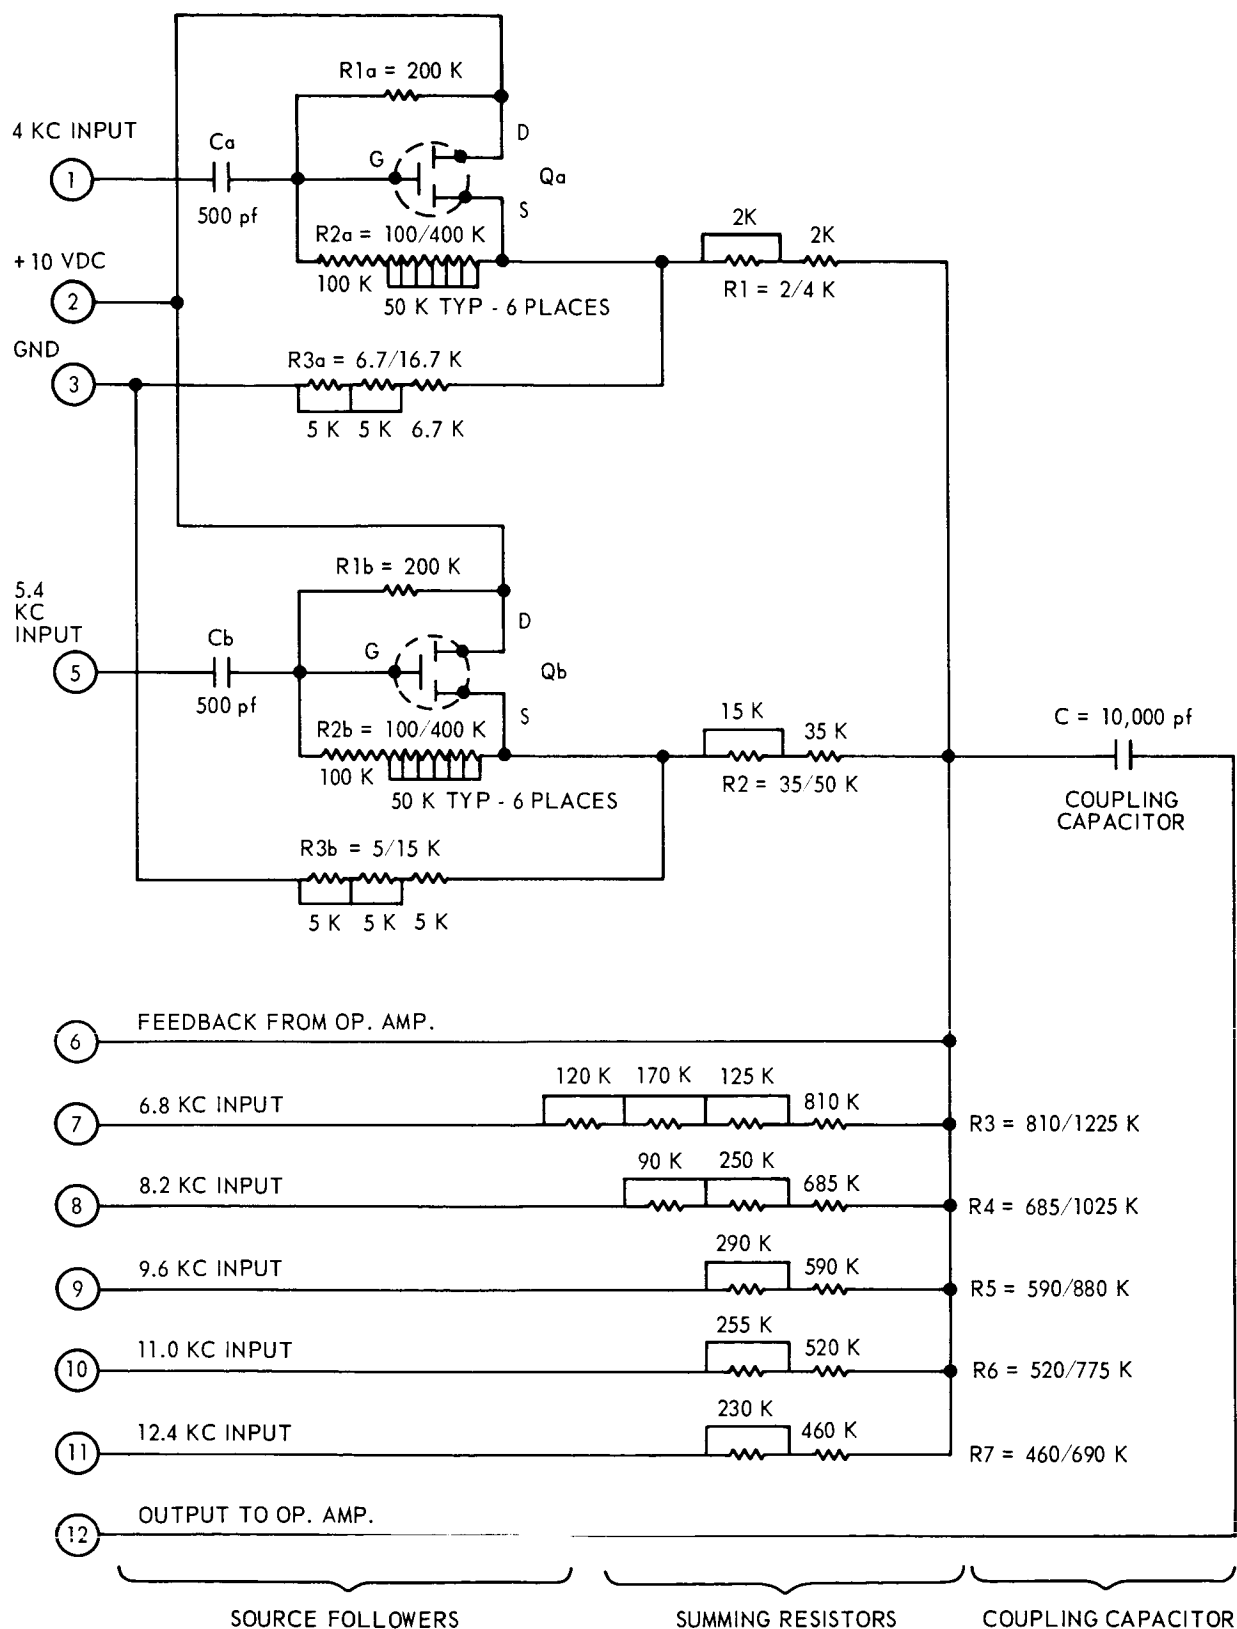 R1a = 200 K
4 KC INPUT
Ca
D
G
1
Qa
500 pf
S
R2a = 100/400 K
2K
2K
+10 VDC
100 K
R1 = 2/4 K
2
50 K TYP - 6 PLACES
GND
R3a = 6.7/16.7 K
3
5 K 5 K 6.7 K
R1b = 200 K
5.4
KC
INPUT
Cb
D
G
5
Qb
500 pf
S
R2b = 100/400 K
15 K
35 K
C = 10,000 pf
100 K
R2 = 35/50 K
50 K TYP - 6 PLACES
COUPLING
CAPACITOR
R3b = 5/15 K
5 K 5 K 5 K
FEEDBACK FROM OP. AMP.
6
120 K 170 K 125 K
6.8 KC INPUT
810 K
7
R3 = 810/1225 K
90 K 250 K
8.2 KC INPUT
685 K
8
R4 = 685/1025 K
290 K
9.6 KC INPUT
590 K
9
R5 = 590/880 K
255 K
11.0 KC INPUT
520 K
10
R6 = 520/775 K
230 K
12.4 KC INPUT
460 K
11
R7 = 460/690 K
OUTPUT TO OP. AMP.
12
SOURCE FOLLOWERS
SUMMING RESISTORS
COUPLING CAPACITOR